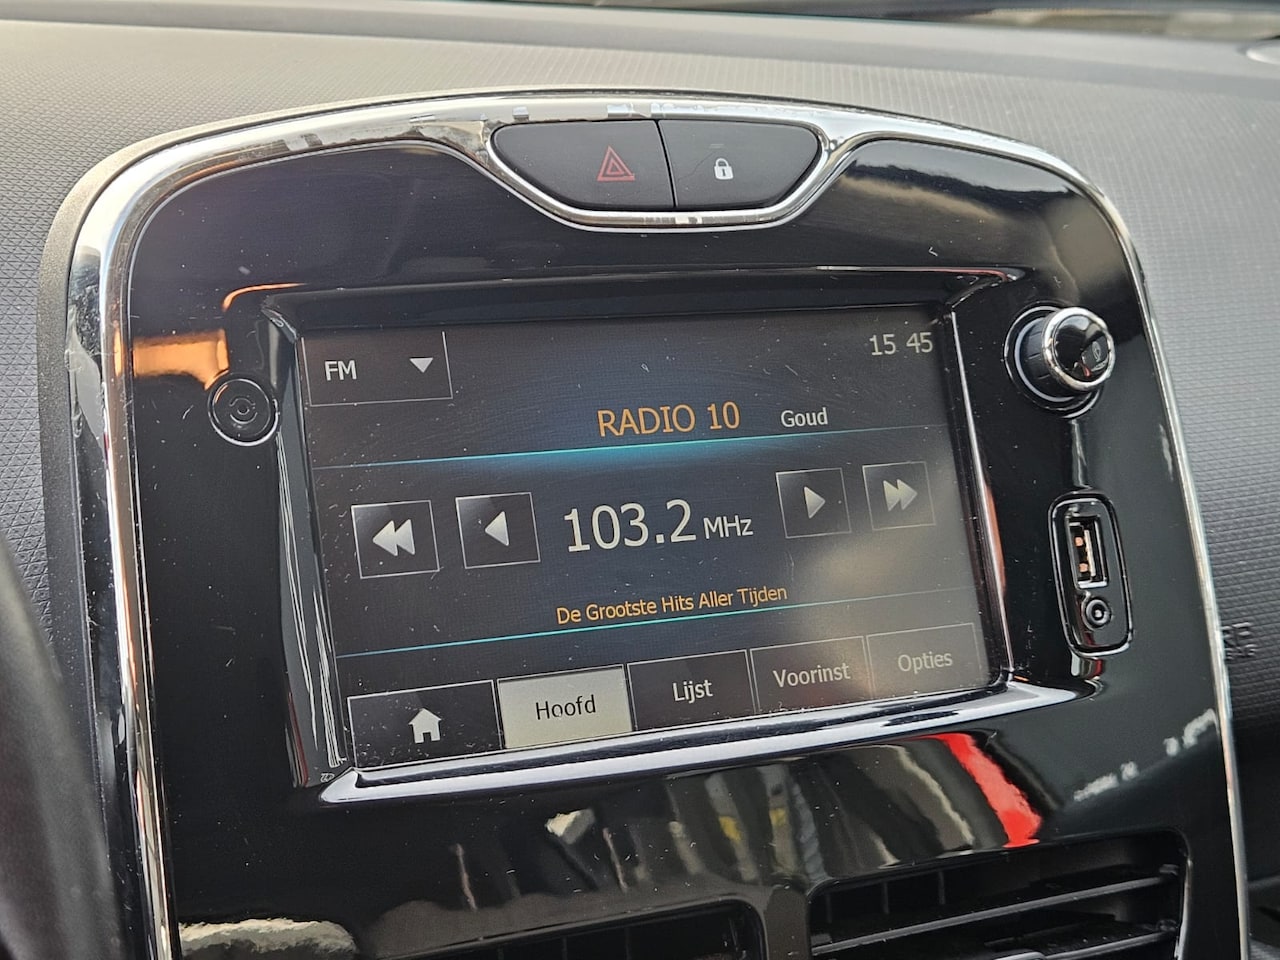 FM
15 45
RADIO 10 Goud
103.2 MHz
De Grootste Hits Aller Tijden
Hoofd Lijst Voorinst Opties